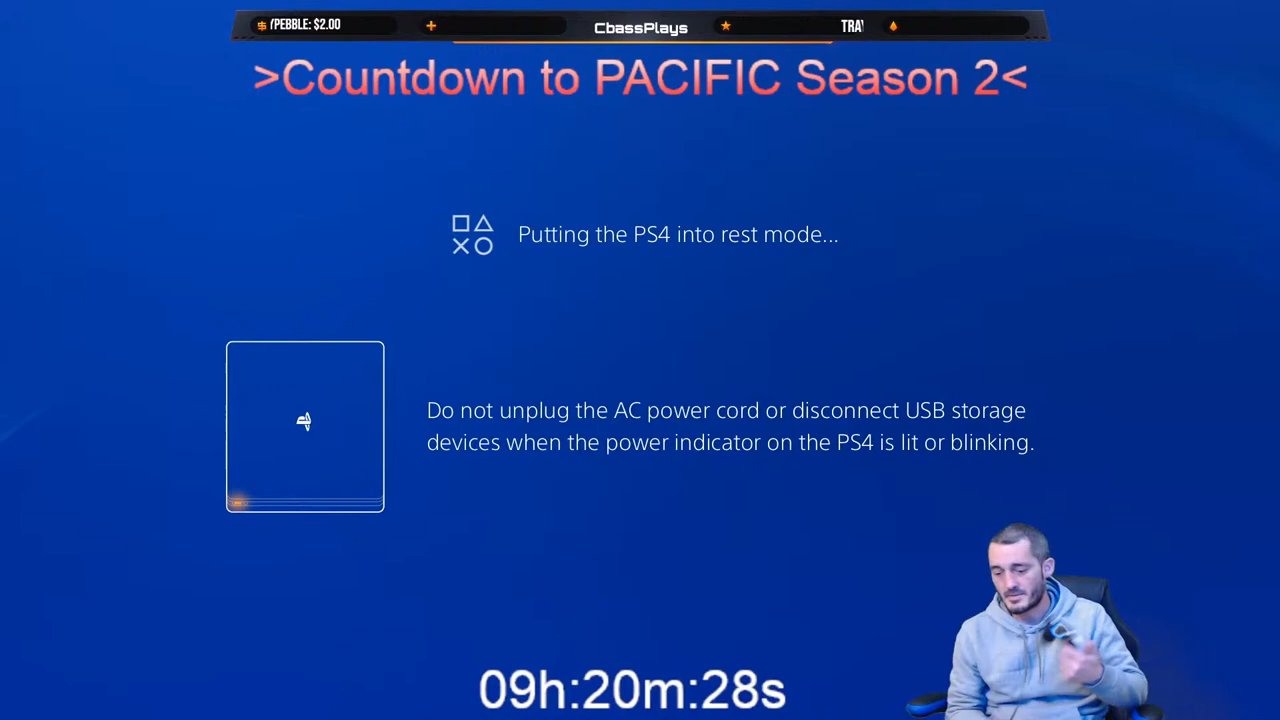 PEBBLE: $2.00
CbassPlays
>Countdown to PACIFIC Season 2<
Putting the PS4 into rest mode...
Do not unplug the AC power cord or disconnect USB storage
devices when the power indicator on the PS4 is lit or blinking.
09h:20m:28s